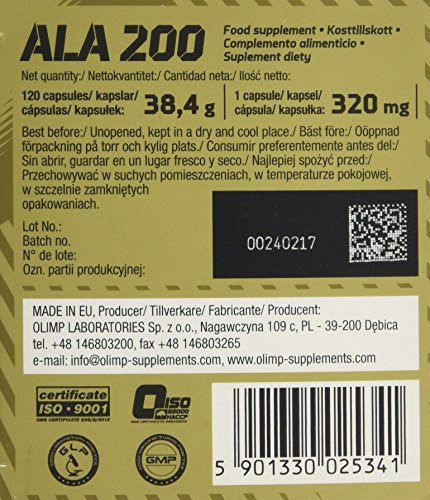 ALA 200
Food supplement • Kosttillskott •
Complemento alimenticio •
Suplement diety
Net quantity:/ Nettokvantitet:/ Cantidad neta:/ Ilość netto:
120 capsules/ kapslar/
cápsulas/ kapsułek: 38,4 g
1 capsule/ kapsel/
cápsula/ kapsułka: 320 mg
Best before:/ Unopened, kept in a dry and cool place./ Bäst före:/ Oöppnad
förpackning på torr och kylig plats./ Consumir preferentemente antes del:/
Sin abrir, guardar en un lugar fresco y seco./ Najlepiej spożyć przed:/
Przechowywać w suchych pomieszczeniach, w temperaturze pokojowej,
w szczelnie zamkniętych
opakowaniach.
Lot No.:
Batch no.
N° de lote:
Ozn. partii produkcyjnej:
00240217
MADE IN EU, Producer/ Tillverkare/ Fabricante/ Producent:
OLIMP LABORATORIES Sp. z o.o., Nagawczyna 109 c, PL - 39-200 Dębica
tel. +48 146803200, fax +48 146803265
e-mail: info@olimp-supplements.com, www.olimp-supplements.com
certificate
ISO • 9001
ISO
22000
HACCP
GLP
GMP
5 901330 025341